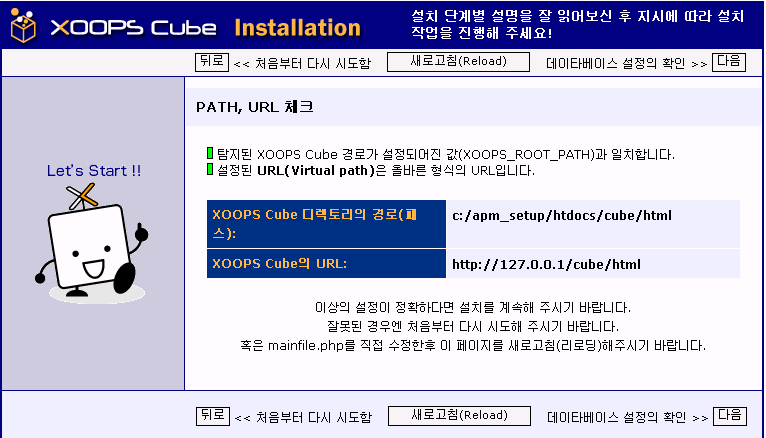 XOOPS Cube Installation
설치 단계별 설명을 잘 읽어보신 후 지시에 따라 설치
작업을 진행해 주세요!
뒤로 << 처음부터 다시 시도함 새로고침(Reload) 데이타베이스 설정의 확인 >> 다음
PATH, URL 체크
Let's Start !!
탐지된 XOOPS Cube 경로가 설정되어진 값(XOOPS_ROOT_PATH)과 일치합니다.
설정된 URL(Virtual path)은 올바른 형식의 URL입니다.
XOOPS Cube 디렉토리의 경로(패
스): c:/apm_setup/htdocs/cube/html
XOOPS Cube의 URL: http://127.0.0.1/cube/html
이상의 설정이 정확하다면 설치를 계속해 주시기 바랍니다.
잘못된 경우엔 처음부터 다시 시도해 주시기 바랍니다.
혹은 mainfile.php를 직접 수정한후 이 페이지를 새로고침(리로딩)해주시기 바랍니다.
뒤로 << 처음부터 다시 시도함 새로고침(Reload) 데이타베이스 설정의 확인 >> 다음